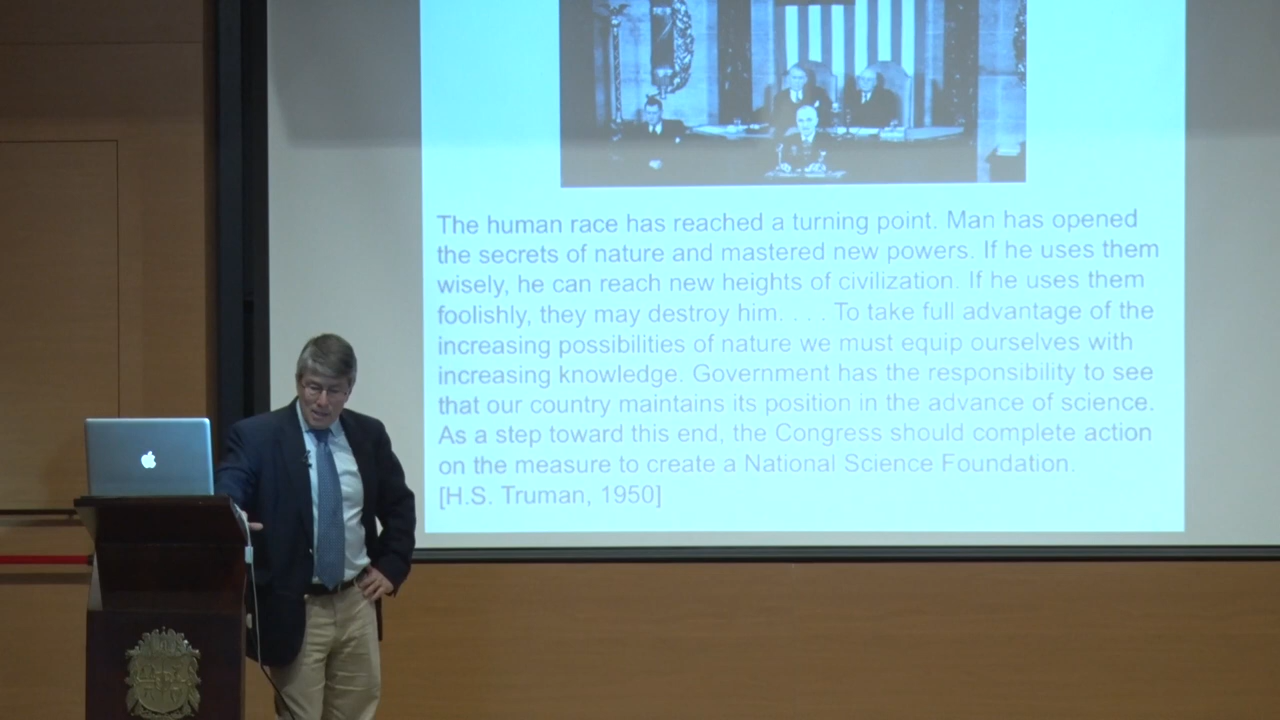 The human race has reached a turning point. Man has opened
the secrets of nature and mastered new powers. If he uses them
wisely, he can reach new heights of civilization. If he uses them
foolishly, they may destroy him. . . . To take full advantage of the
increasing possibilities of nature we must equip ourselves with
increasing knowledge. Government has the responsibility to see
that our country maintains its position in the advance of science.
As a step toward this end, the Congress should complete action
on the measure to create a National Science Foundation.
[H.S. Truman, 1950]